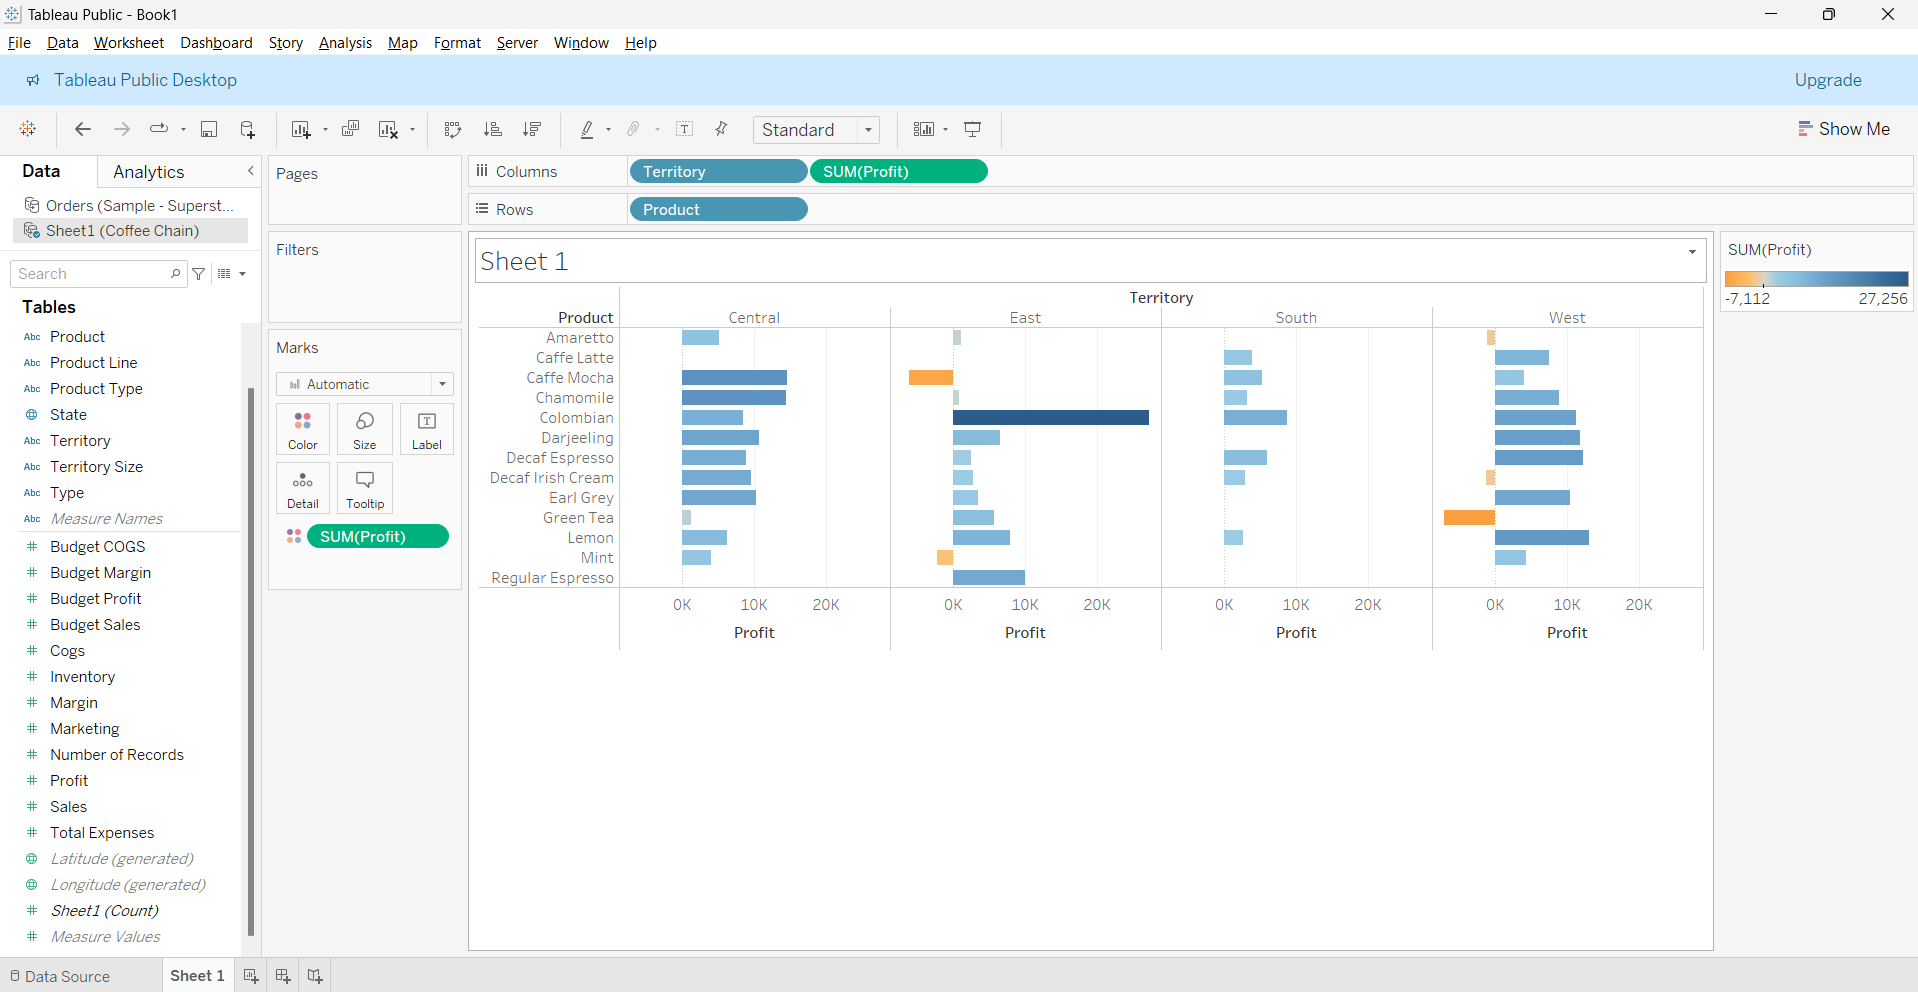 Tableau Public - Book1
File Data Worksheet Dashboard Story Analysis Map Format Server Window Help
Tableau Public Desktop Upgrade
Standard Show Me
Data Analytics
Orders (Sample - Superst...
Sheet1 (Coffee Chain)
Search
Tables
Abc Product
Abc Product Line
Abc Product Type
State
Abc Territory
Abc Territory Size
Abc Type
Abc Measure Names
# Budget COGS
# Budget Margin
# Budget Profit
# Budget Sales
# Cogs
# Inventory
# Margin
# Marketing
# Number of Records
# Profit
# Sales
# Total Expenses
Latitude (generated)
Longitude (generated)
# Sheet1 (Count)
# Measure Values
Pages
Filters
Marks
Automatic
Color Size Label
Detail Tooltip
SUM(Profit)
Columns Territory SUM(Profit)
Rows Product
Sheet 1
Territory
Product Central East South West
Amaretto
Caffe Latte
Caffe Mocha
Chamomile
Colombian
Darjeeling
Decaf Espresso
Decaf Irish Cream
Earl Grey
Green Tea
Lemon
Mint
Regular Espresso
0K 10K 20K 0K 10K 20K 0K 10K 20K 0K 10K 20K
Profit Profit Profit Profit
SUM(Profit)
-7,112 27,256
Data Source Sheet 1